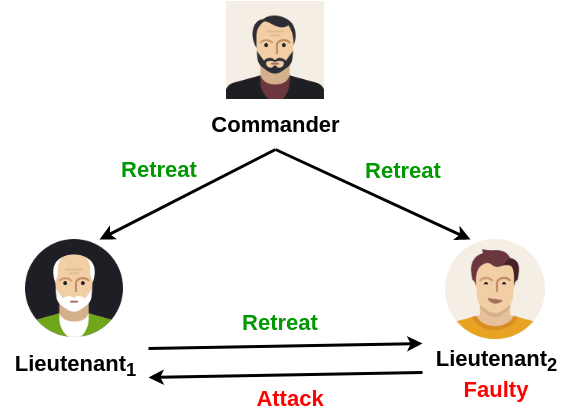 Commander
Retreat
Retreat
Retreat
Lieutenant1
Lieutenant2
Faulty
Attack